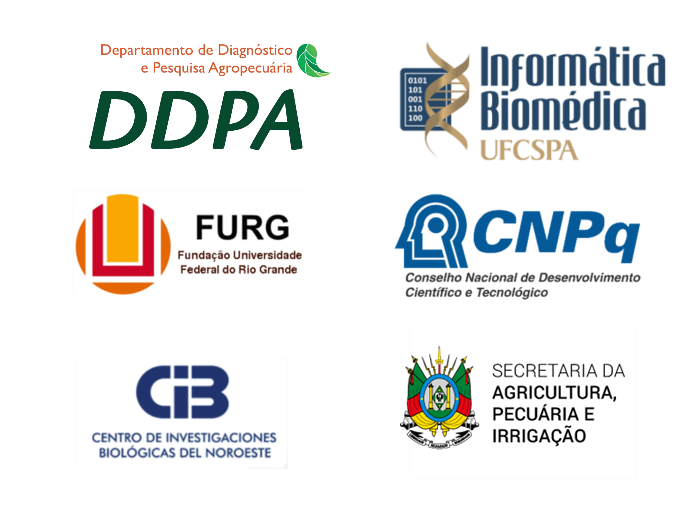 Departamento de Diagnóstico
e Pesquisa Agropecuária
DDPA
0101
101
001
110
100
Informática
Biomédica
UFCSPA
FURG
Fundação Universidade
Federal do Rio Grande
CNPq
Conselho Nacional de Desenvolvimento
Científico e Tecnológico
CiB
CENTRO DE INVESTIGACIONES
BIOLÓGICAS DEL NOROESTE
SECRETARIA DA
AGRICULTURA,
PECUÁRIA E
IRRIGAÇÃO